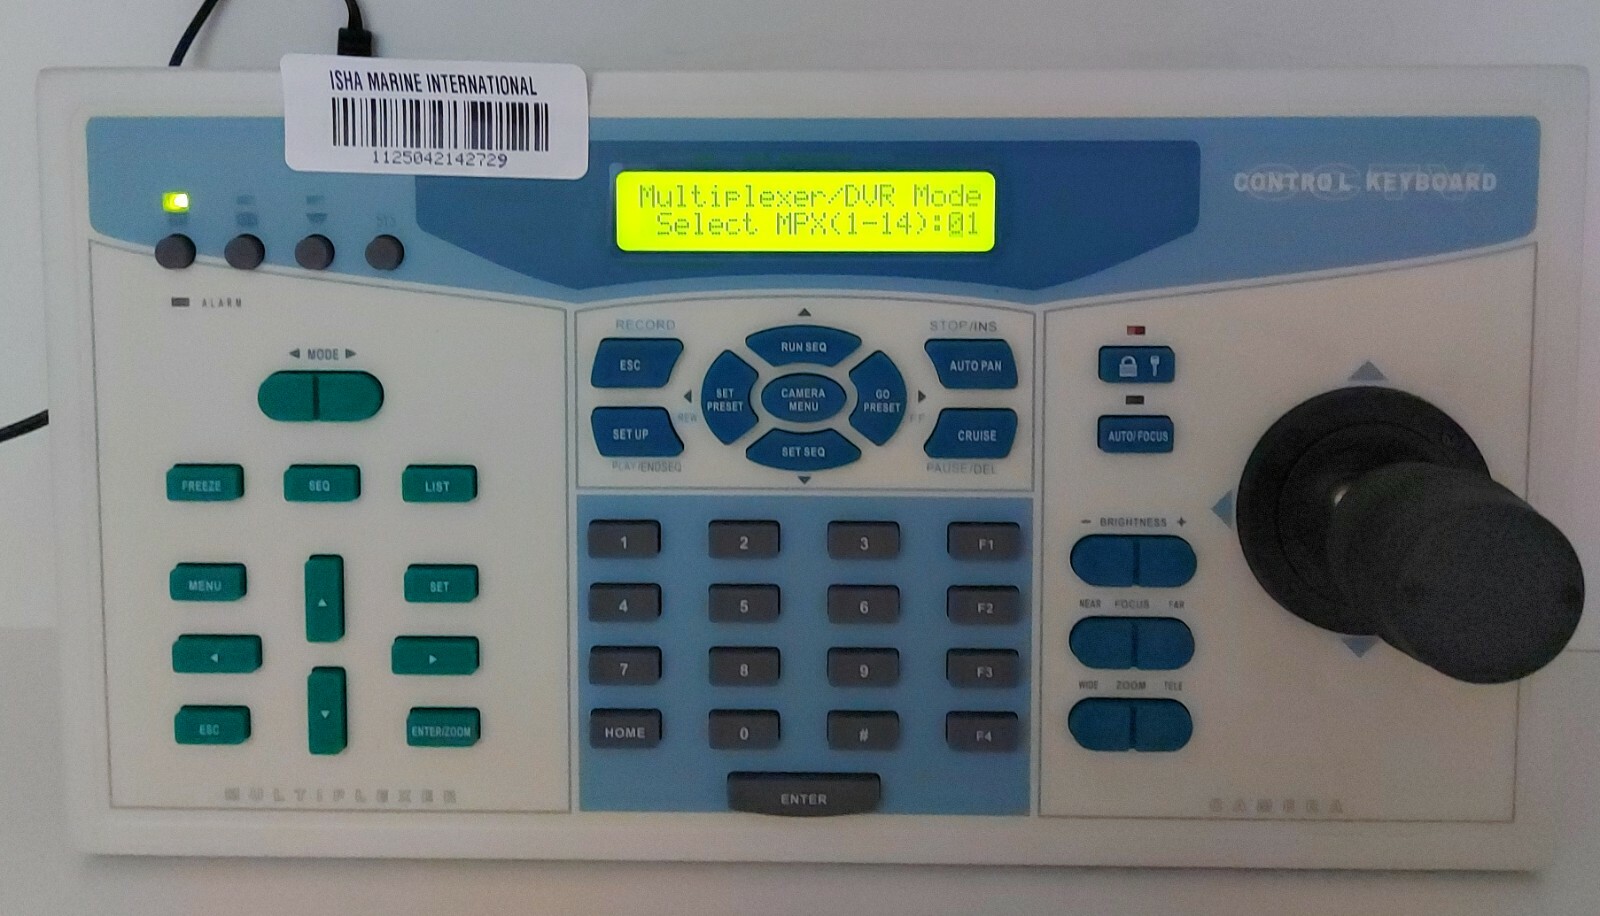 ISHA MARINE INTERNATIONAL
1125042142729
Multiplexer/DVR Mode
Select MPX(1-14):01
CCTV
CONTROL KEYBOARD
SYS
ALARM
MODE
FREEZE
SEQ
LIST
MENU
SET
ESC
ENTER/ZOOM
MULTIPLEXER
RECORD
STOP/INS
ESC
RUN SEQ
AUTO PAN
SET PRESET
CAMERA MENU
GO PRESET
REW
F F
SET UP
SET SEQ
CRUISE
PLAY/ENDSEQ
PAUSE/DEL
1 2 3 F1
4 5 6 F2
7 8 9 F3
HOME 0 # F4
ENTER
AUTO/FOCUS
- BRIGHTNESS +
NEAR FOCUS FAR
WIDE ZOOM TELE
CAMERA